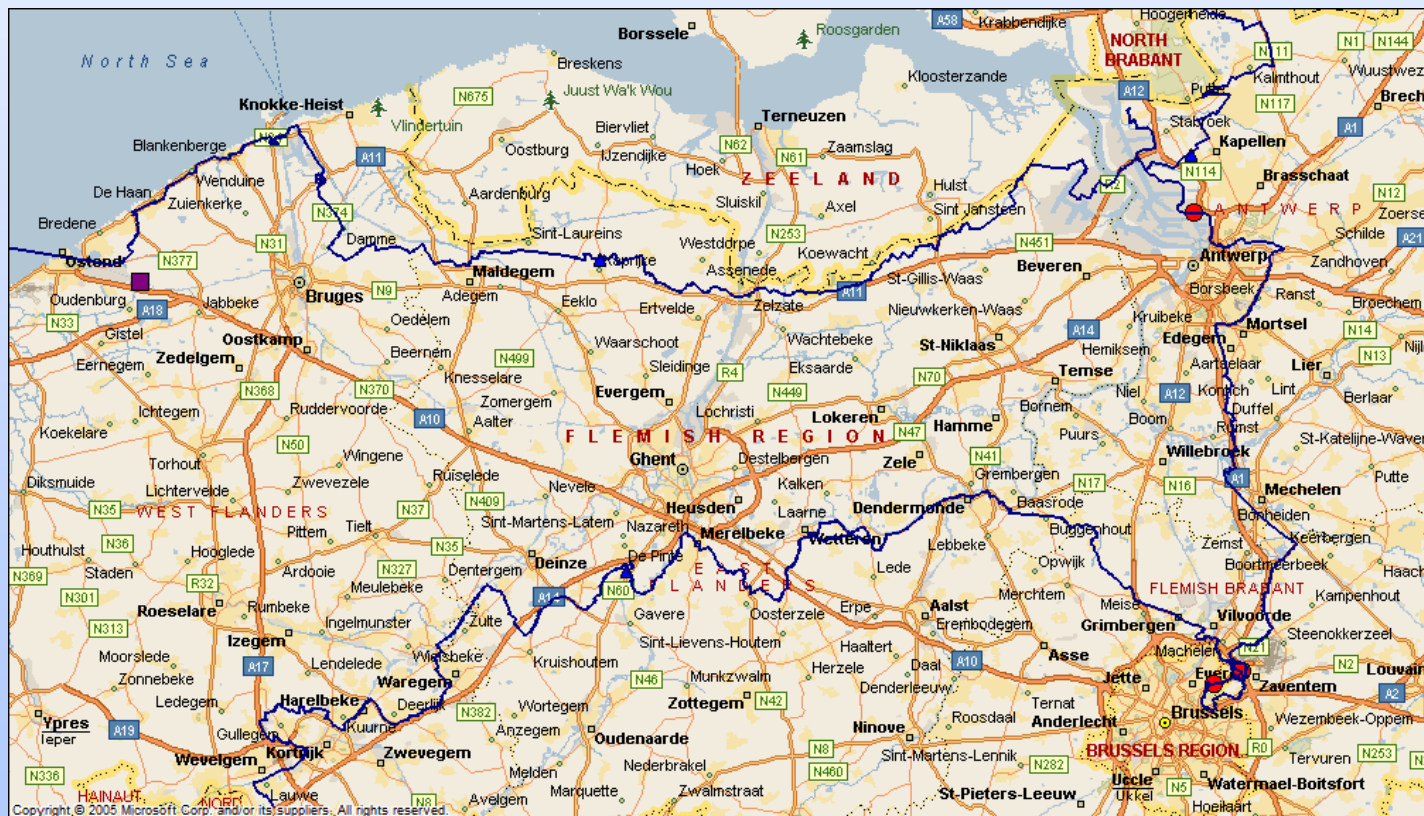 Borssele
A58
Krabbendijke
Hoogerheide
Roosgarden
NORTH
BRABANT
N11
N1
N144
North Sea
Breskens
Kloosterzande
Kalmthout
Wuustwez
Knokke-Heist
N675
Juust Wa'k Wou
A12
Putte
N117
Brech
Vlindertuin
Terneuzen
Stabroek
A1
Blankenberge
Biervliet
N62
N61
Zaamslag
Kapellen
A11
Oostburg
IJzendijke
Hoek
ZEELAND
N114
Wenduine
Hulst
R2
Brasschaat
De Haan
Aardenburg
Sluiskil
Axel
Sint Jansteen
N12
Zuienkerke
N374
ANTWERP
Zoerse
Bredene
Damme
Sint-Laureins
Westdorpe
N253
Schilde
N31
Koewacht
N451
A21
Ostend
N377
Kaprijke
Assenede
Antwerp
Zandhoven
Maldegem
St-Gillis-Waas
Beveren
Oudenburg
A18
Jabbeke
Bruges
N9
Adegem
Eeklo
Ertvelde
Zelzate
A11
Borsbeek
Ranst
Broechem
N33
Gistel
Oedelem
Nieuwkerken-Waas
Kruibeke
Mortsel
N14
Oostkamp
Waarschoot
Wachtebeke
A14
Edegem
Eernegem
Zedelgem
Beernem
N499
Sleidinge
St-Niklaas
Hemiksem
Aartselaar
Lier
N13
Nijl
N368
N370
Knesselare
R4
Eksaarde
N70
Temse
Kontich
Lint
Ichtegem
Ruddervoorde
Zomergem
Evergem
N449
Niel
A12
Duffel
Berlaar
A10
Aalter
Lochristi
Lokeren
Bornem
Boom
Rumst
Koekelare
N50
FLEMISH REGION
N47
Hamme
Puurs
St-Katelijne-Waver
Torhout
Wingene
Ghent
Destelbergen
Zele
N41
Willebroek
Diksmuide
Lichtervelde
Zwevezele
Ruiselede
Nevele
Kalken
Grembergen
N17
N16
A1
Putte
N35
WEST FLANDERS
N37
N409
Heusden
Laarne
Dendermonde
Baasrode
Mechelen
Pittem
Tielt
Sint-Martens-Latem
Nazareth
Merelbeke
Wetteren
Buggenhout
Bonheiden
Houthulst
N36
Hooglede
N35
De Pinte
Lebbeke
Zemst
Keerbergen
N369
Staden
Ardooie
N327
Dentergem
Deinze
EAST
FLANDERS
Lede
Opwijk
Boortmeerbeek
Haach
R32
Meulebeke
A14
N60
Merchtem
FLEMISH BRABANT
N301
Roeselare
Rumbeke
Gavere
Oosterzele
Erpe
Aalst
Meise
Kampenhout
N313
Izegem
Ingelmunster
Zulte
Sint-Lievens-Houtem
Erembodegem
Grimbergen
Vilvoorde
Steenokkerzeel
Moorslede
A17
Lendelede
Wielsbeke
Kruishoutem
Haaltert
Asse
Machelen
N21
N2
Zonnebeke
Waregem
N46
Munkzwalm
Herzele
Daal
A10
Jette
Louvain
Ledegem
Harelbeke
Deerlijk
Denderleeuw
Zaventem
A2
Ypres
Ieper
N382
Wortegem
Zottegem
N42
Ternat
Brussels
A19
Gullegem
Kuurne
Anzegem
Oudenaarde
Ninove
Roosdaal
Anderlecht
Wezembeek-Oppem
Wevelgem
Kortrijk
Zwevegem
N8
Sint-Martens-Lennik
BRUSSELS REGION
R0
N253
Tervuren
N336
Melden
Nederbrakel
N460
N282
Uccle
Ukkel
Watermael-Boitsfort
HAINAUT
NORD
Lauwe
N8
Avelgem
Marquette
Zwalmstraat
St-Pieters-Leeuw
N5
Hoeilaart
Copyright © 2005 Microsoft Corp. and/or its suppliers. All rights reserved.